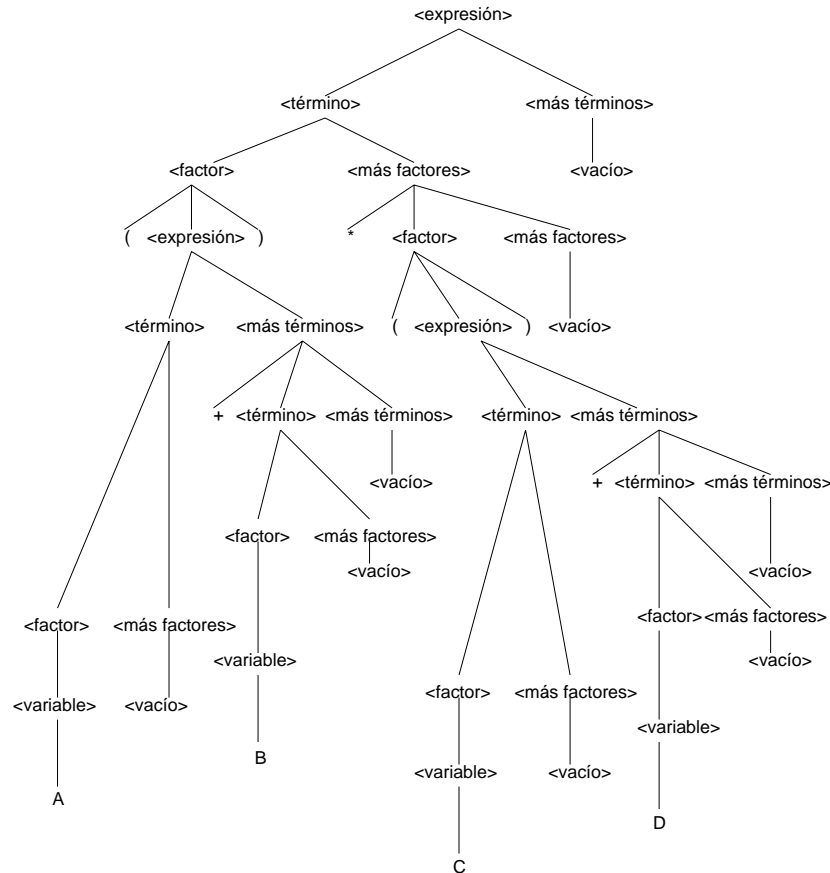 <expresión>
<término> <más términos>
<factor> <más factores> <vacío>
( <expresión> ) * <factor> <más factores>
<término> <más términos> ( <expresión> ) <vacío>
+ <término> <más términos> <término> <más términos>
<vacío> + <término> <más términos>
<factor> <más factores>
<vacío> <vacío>
<factor> <más factores> <factor> <más factores>
<variable> <vacío>
<factor> <más factores>
<variable> <vacío>
<variable>
B
<variable> <vacío>
A
D
C